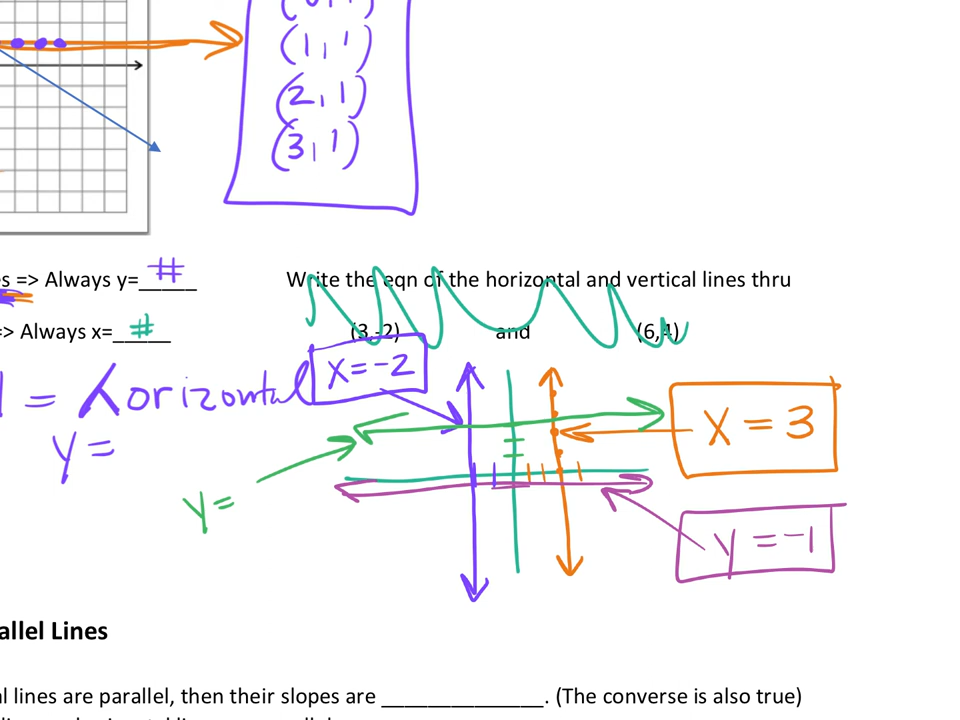 (1, 1)
(2, 1)
(3, 1)
=> Always y=_____ #
Write the eqn of the horizontal and vertical lines thru
=> Always x=_____ #
(3,-2) and (6,4)
x = -2
= horizontal
y =
x = 3
y =
y = -1
allel Lines
lines are parallel, then their slopes are ______________. (The converse is also true)